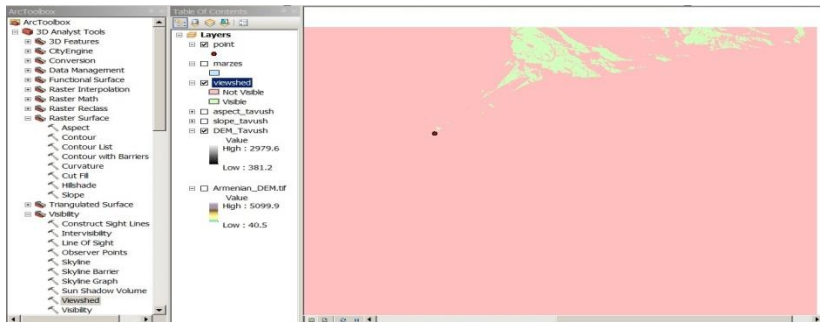 ArcToolbox
ArcToolbox
3D Analyst Tools
3D Features
CityEngine
Conversion
Data Management
Functional Surface
Raster Interpolation
Raster Math
Raster Reclass
Raster Surface
Aspect
Contour
Contour List
Contour with Barriers
Curvature
Cut Fill
Hillshade
Slope
Triangulated Surface
Visibility
Construct Sight Lines
Intervisibility
Line Of Sight
Observer Points
Skyline
Skyline Barrier
Skyline Graph
Sun Shadow Volume
Viewshed
Visibility
Table Of Contents
Layers
point
marzes
viewshed
Not Visible
Visible
aspect_tavush
slope_tavush
DEM_Tavush
Value
High : 2979.6
Low : 381.2
Armenian_DEM.tif
Value
High : 5099.9
Low : 40.5